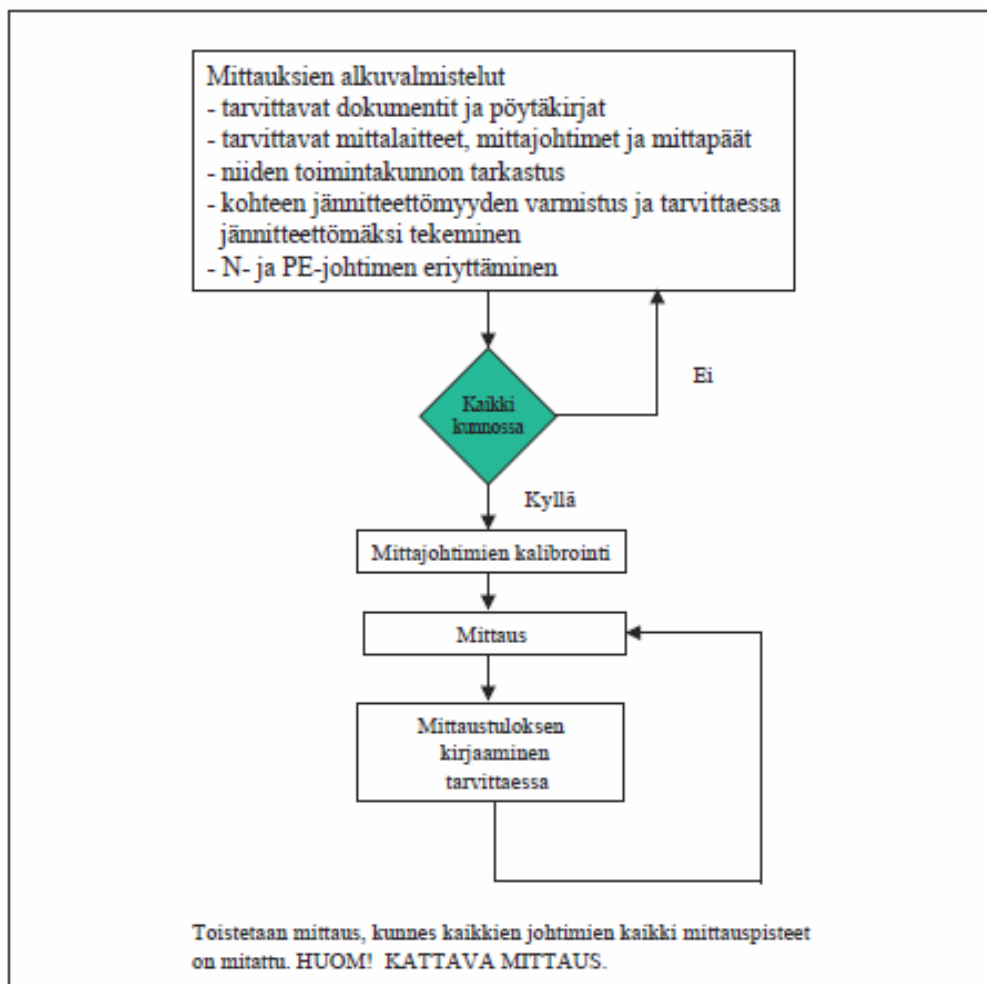 Mittauksien alkuvalmistelut
- tarvittavat dokumentit ja pöytäkirjat
- tarvittavat mittalaitteet, mittajohtimet ja mittapäät
- niiden toimintakunnon tarkastus
- kohteen jännitteettömyyden varmistus ja tarvittaessa
jännitteettömäksi tekeminen
- N- ja PE-johtimen eriyttäminen
Ei
Kaikki
kunnossa
Kyllä
Mittajohtimien kalibrointi
Mittaus
Mittaustuloksen
kirjaaminen
tarvittaessa
Toistetaan mittaus, kunnes kaikkien johtimien kaikki mittauspisteet
on mitattu. HUOM! KATTAVA MITTAUS.